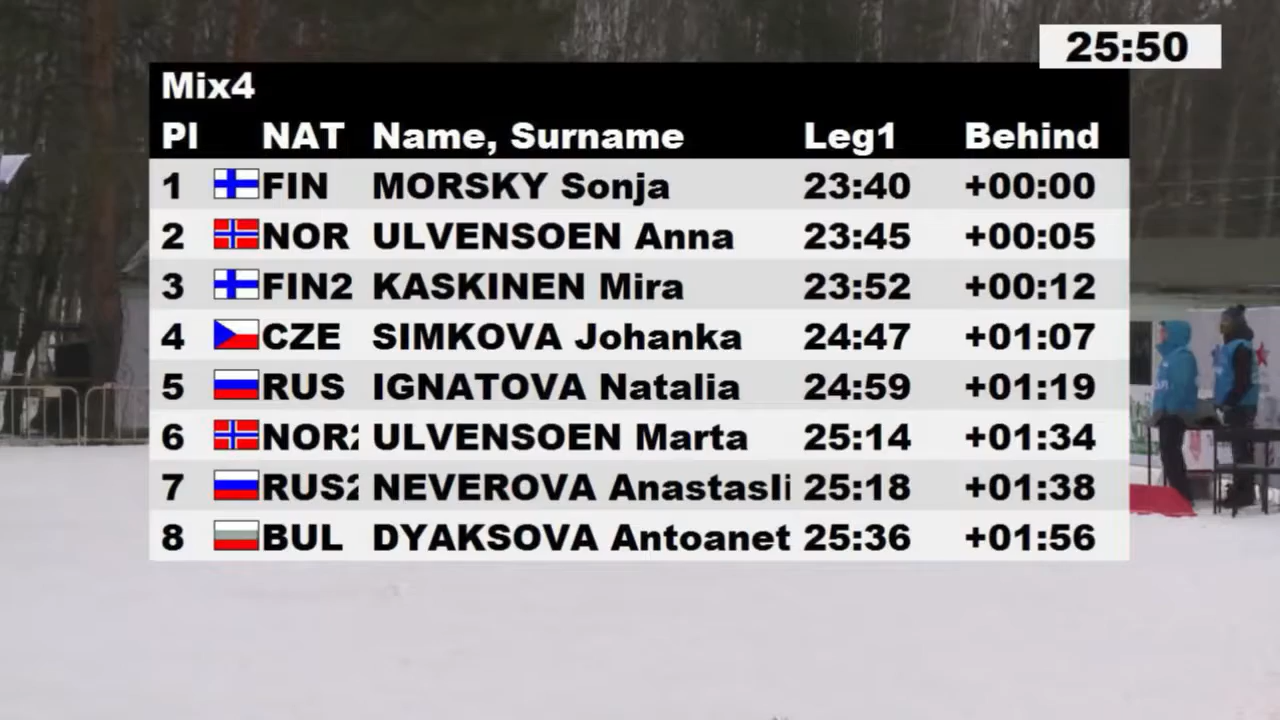 25:50
Mix4
Pl NAT Name, Surname Leg1 Behind
1 FIN MORSKY Sonja 23:40 +00:00
2 NOR ULVENSOEN Anna 23:45 +00:05
3 FIN2 KASKINEN Mira 23:52 +00:12
4 CZE SIMKOVA Johanka 24:47 +01:07
5 RUS IGNATOVA Natalia 24:59 +01:19
6 NOR2 ULVENSOEN Marta 25:14 +01:34
7 RUS2 NEVEROVA Anastasli 25:18 +01:38
8 BUL DYAKSOVA Antoanet 25:36 +01:56